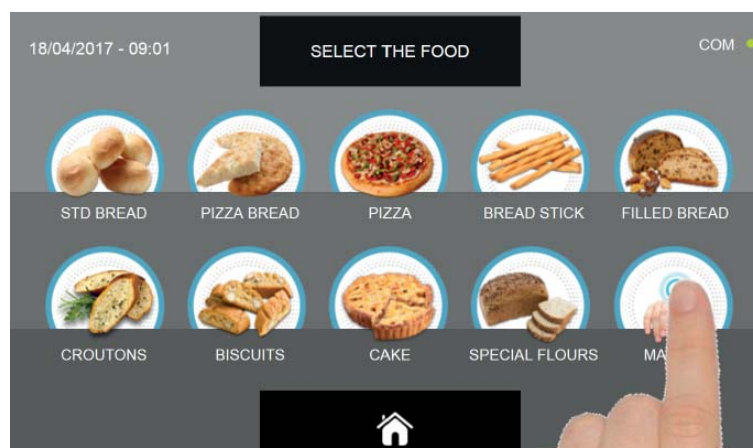 18/04/2017 - 09:01
SELECT THE FOOD
COM
STD BREAD
PIZZA BREAD
PIZZA
BREAD STICK
FILLED BREAD
CROUTONS
BISCUITS
CAKE
SPECIAL FLOURS